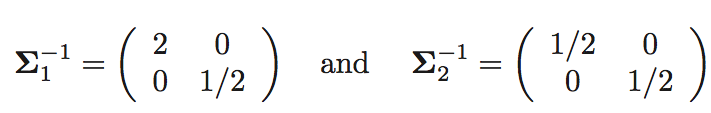 Σ₁⁻¹ = ( 2 0 ; 0 1/2 ) and Σ₂⁻¹ = ( 1/2 0 ; 0 1/2 )